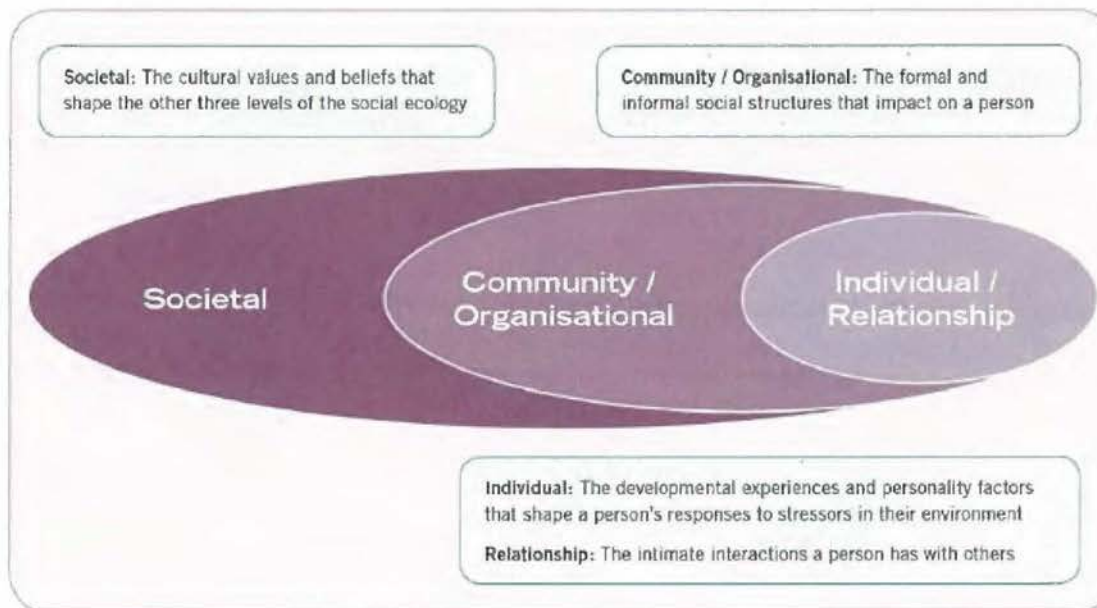 Societal: The cultural values and beliefs that
shape the other three levels of the social ecology
Community / Organisational: The formal and
informal social structures that impact on a person
Societal
Community /
Organisational
Individual /
Relationship
Individual: The developmental experiences and personality factors
that shape a person's responses to stressors in their environment
Relationship: The intimate interactions a person has with others